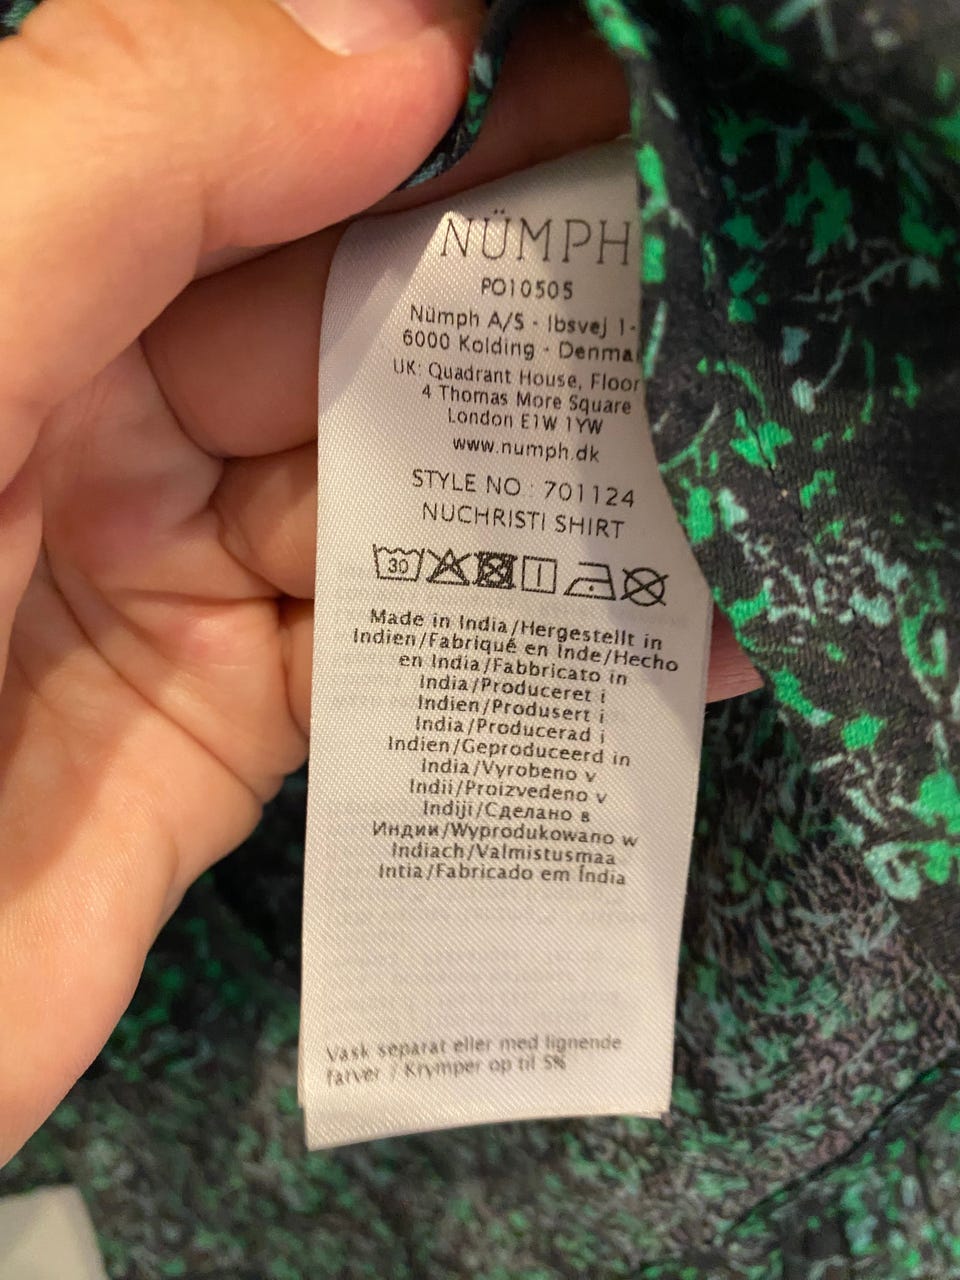 NÜMPH
PO10505
Nümph A/S - Ibsvej 1-
6000 Kolding - Denma
UK: Quadrant House, Floor
4 Thomas More Square
London E1W 1YW
www.numph.dk
STYLE NO : 701124
NUCHRISTI SHIRT
30
Made in India/Hergestellt in
Indien/Fabriqué en Inde/Hecho
en India/Fabbricato in
India/Produceret i
Indien/Produsert i
India/Producerad i
Indien/Geproduceerd in
India/Vyrobeno v
Indii/Proizvedeno v
Indiji/Сделано в
Индии/Wyprodukowano w
Indiach/Valmistusmaa
Intia/Fabricado em Índia
Vask separat eller med lignende
farver / Krymper op til 5%